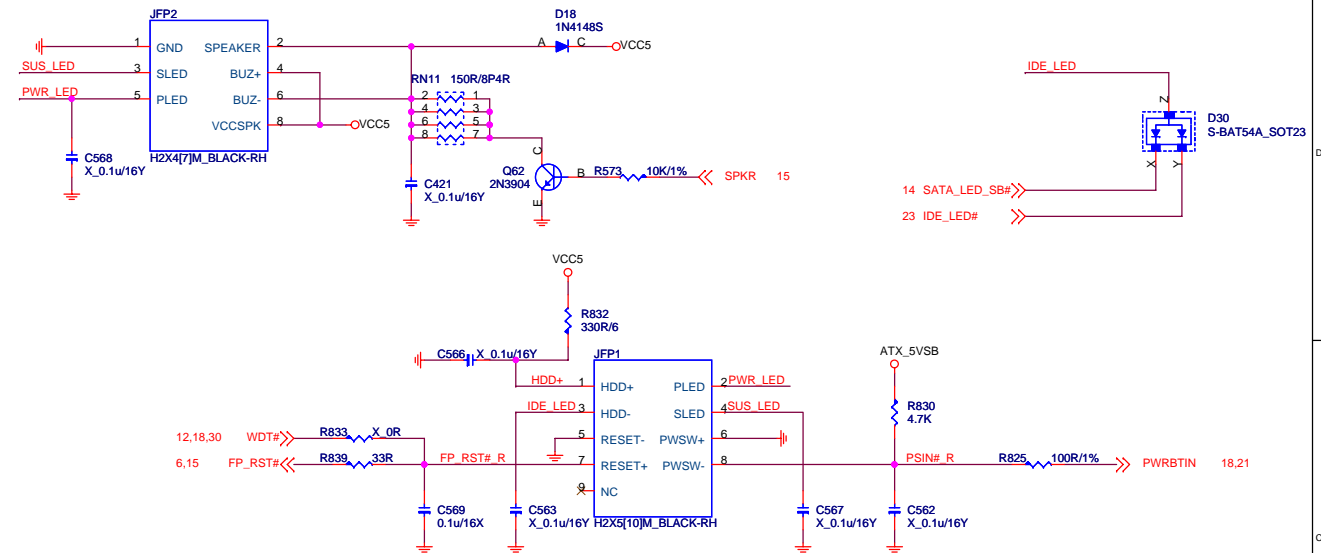 JFP2
1 GND SPEAKER 2
SUS_LED 3 SLED BUZ+ 4
PWR_LED 5 PLED BUZ- 6
VCCSPK 8 VCC5
H2X4[7]M_BLACK-RH
C568
X_0.1u/16Y
D18
1N4148S
A C VCC5
RN11 150R/8P4R
2 1
4 3
6 5
8 7
C421
X_0.1u/16Y
Q62
2N3904
C
B
E
R573 10K/1% SPKR 15
IDE_LED
Z
D30
S-BAT54A_SOT23
X Y
14 SATA_LED_SB#
23 IDE_LED#
D
VCC5
R832
330R/6
C566 X_0.1u/16Y
JFP1
HDD+ 1 HDD+ PLED 2 PWR_LED
IDE_LED 3 HDD- SLED 4 SUS_LED
5 RESET- PWSW+ 6
FP_RST#_R 7 RESET+ PWSW- 8 PSIN#_R
9 NC
H2X5[10]M_BLACK-RH
12,18,30 WDT# R833 X_0R
6,15 FP_RST# R839 33R
C569
0.1u/16X
C563
X_0.1u/16Y
C567
X_0.1u/16Y
C562
X_0.1u/16Y
ATX_5VSB
R830
4.7K
R825 100R/1% PWRBTIN 18,21
C